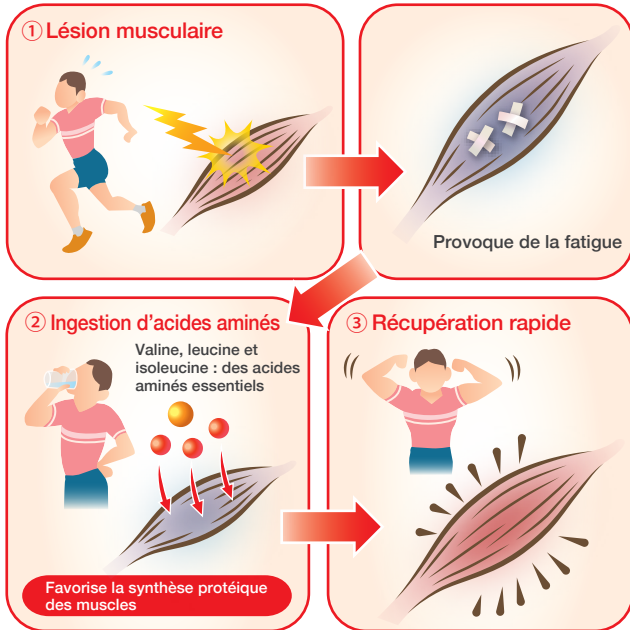 ① Lésion musculaire
Provoque de la fatigue
② Ingestion d’acides aminés
Valine, leucine et
isoleucine : des acides
aminés essentiels
Favorise la synthèse protéique
des muscles
③ Récupération rapide